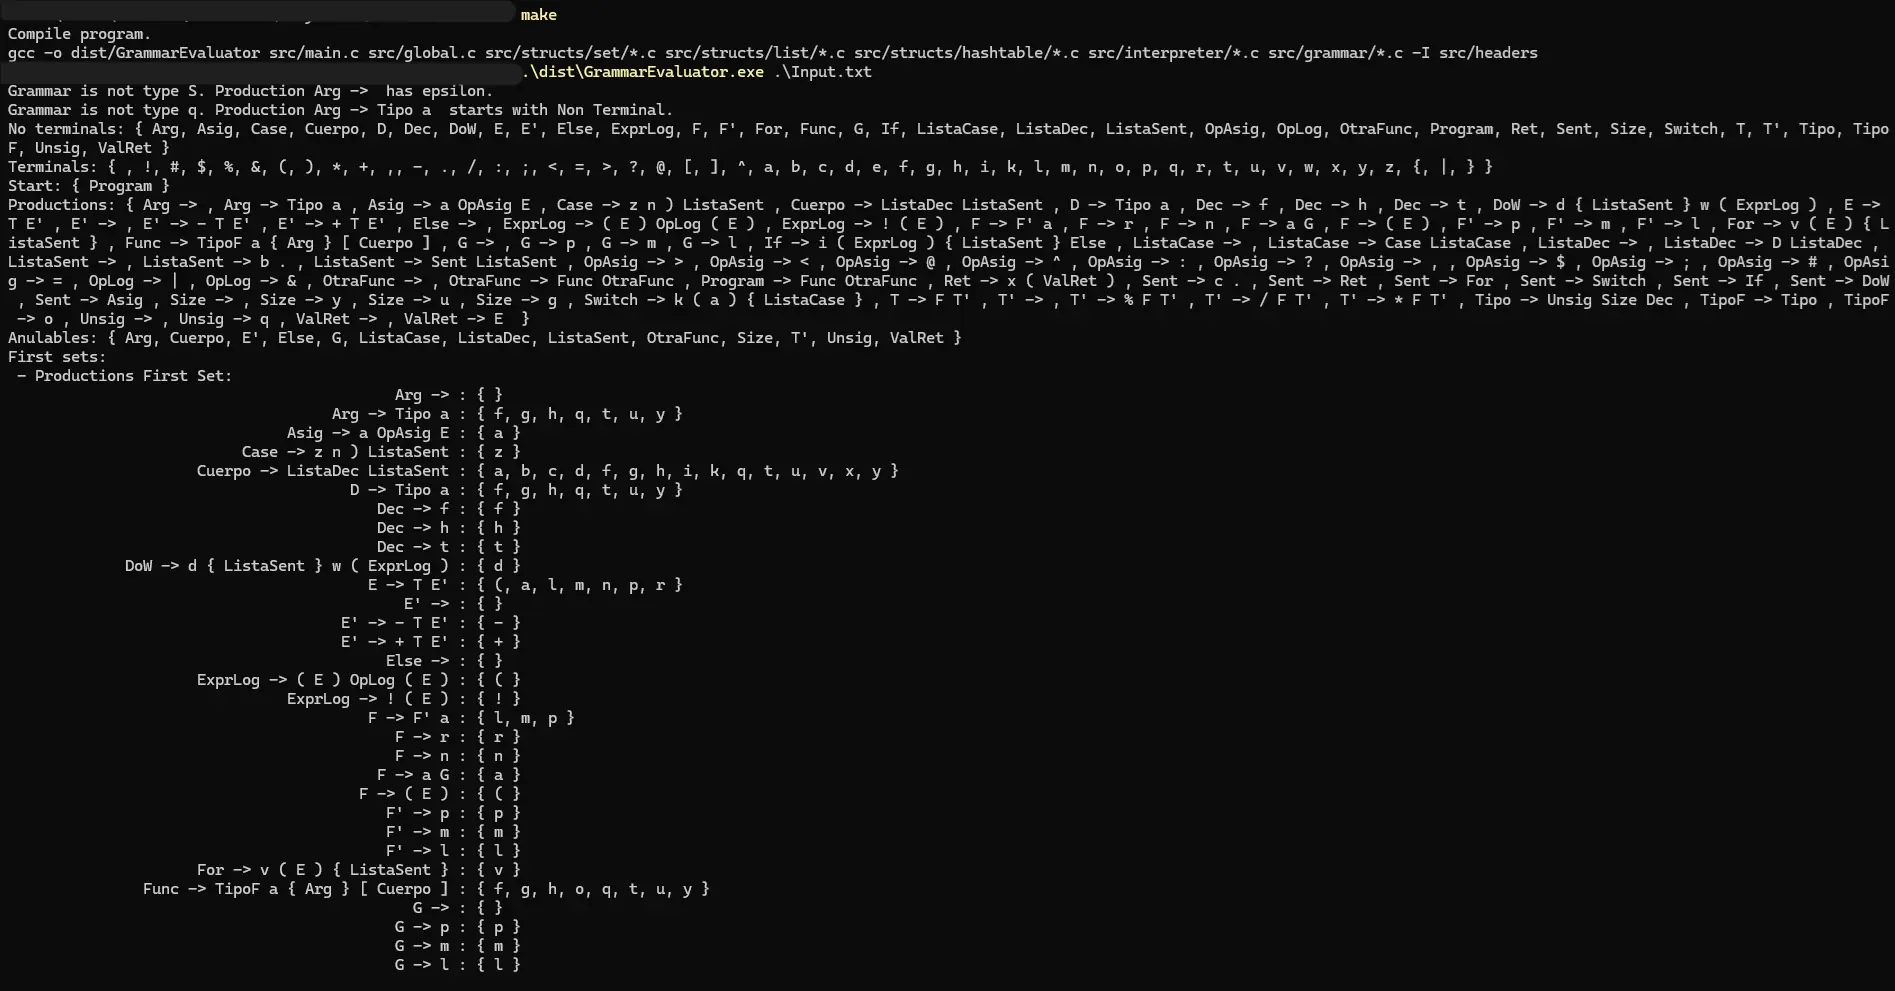 make
Compile program.
gcc -o dist/GrammarEvaluator src/main.c src/global.c src/structs/set/*.c src/structs/list/*.c src/structs/hashtable/*.c src/interpreter/*.c src/grammar/*.c -I src/headers
.\dist\GrammarEvaluator.exe .\Input.txt
Grammar is not type S. Production Arg ->  has epsilon.
Grammar is not type q. Production Arg -> Tipo a  starts with Non Terminal.
No terminals: { Arg, Asig, Case, Cuerpo, D, Dec, DoW, E, E', Else, ExprLog, F, F', For, Func, G, If, ListaCase, ListaDec, ListaSent, OpAsig, OpLog, OtraFunc, Program, Ret, Sent, Size, Switch, T, T', Tipo, Tipo
F, Unsig, ValRet }
Terminals: { , !, #, $, %, &, (, ), *, +, ,, -, ., /, :, ;, <, =, >, ?, @, [, ], ^, a, b, c, d, e, f, g, h, i, k, l, m, n, o, p, q, r, t, u, v, w, x, y, z, {, |, } }
Start: { Program }
Productions: { Arg -> , Arg -> Tipo a , Asig -> a OpAsig E , Case -> z n ) ListaSent , Cuerpo -> ListaDec ListaSent , D -> Tipo a , Dec -> f , Dec -> h , Dec -> t , DoW -> d { ListaSent } w ( ExprLog ) , E ->
T E' , E' -> , E' -> - T E' , E' -> + T E' , Else -> , ExprLog -> ( E ) OpLog ( E ) , ExprLog -> ! ( E ) , F -> F' a , F -> r , F -> n , F -> a G , F -> ( E ) , F' -> p , F' -> m , F' -> l , For -> v ( E ) { L
istaSent } , Func -> TipoF a { Arg } [ Cuerpo ] , G -> , G -> p , G -> m , G -> l , If -> i ( ExprLog ) { ListaSent } Else , ListaCase -> , ListaCase -> Case ListaCase , ListaDec -> , ListaDec -> D ListaDec ,
ListaSent -> , ListaSent -> b . , ListaSent -> Sent ListaSent , OpAsig -> > , OpAsig -> < , OpAsig -> @ , OpAsig -> ^ , OpAsig -> : , OpAsig -> ? , OpAsig -> , , OpAsig -> $ , OpAsig -> ; , OpAsig -> # , OpAsi
g -> = , OpLog -> | , OpLog -> & , OtraFunc -> , OtraFunc -> Func OtraFunc , Program -> Func OtraFunc , Ret -> x ( ValRet ) , Sent -> c . , Sent -> Ret , Sent -> For , Sent -> Switch , Sent -> If , Sent -> DoW
, Sent -> Asig , Size -> , Size -> y , Size -> u , Size -> g , Switch -> k ( a ) { ListaCase } , T -> F T' , T' -> , T' -> % F T' , T' -> / F T' , T' -> * F T' , Tipo -> Unsig Size Dec , TipoF -> Tipo , TipoF
-> o , Unsig -> , Unsig -> q , ValRet -> , ValRet -> E  }
Anulables: { Arg, Cuerpo, E', Else, G, ListaCase, ListaDec, ListaSent, OtraFunc, Size, T', Unsig, ValRet }
First sets:
- Productions First Set:
Arg -> : { }
Arg -> Tipo a : { f, g, h, q, t, u, y }
Asig -> a OpAsig E : { a }
Case -> z n ) ListaSent : { z }
Cuerpo -> ListaDec ListaSent : { a, b, c, d, f, g, h, i, k, q, t, u, v, x, y }
D -> Tipo a : { f, g, h, q, t, u, y }
Dec -> f : { f }
Dec -> h : { h }
Dec -> t : { t }
DoW -> d { ListaSent } w ( ExprLog ) : { d }
E -> T E' : { (, a, l, m, n, p, r }
E' -> : { }
E' -> - T E' : { - }
E' -> + T E' : { + }
Else -> : { }
ExprLog -> ( E ) OpLog ( E ) : { ( }
ExprLog -> ! ( E ) : { ! }
F -> F' a : { l, m, p }
F -> r : { r }
F -> n : { n }
F -> a G : { a }
F -> ( E ) : { ( }
F' -> p : { p }
F' -> m : { m }
F' -> l : { l }
For -> v ( E ) { ListaSent } : { v }
Func -> TipoF a { Arg } [ Cuerpo ] : { f, g, h, o, q, t, u, y }
G -> : { }
G -> p : { p }
G -> m : { m }
G -> l : { l }